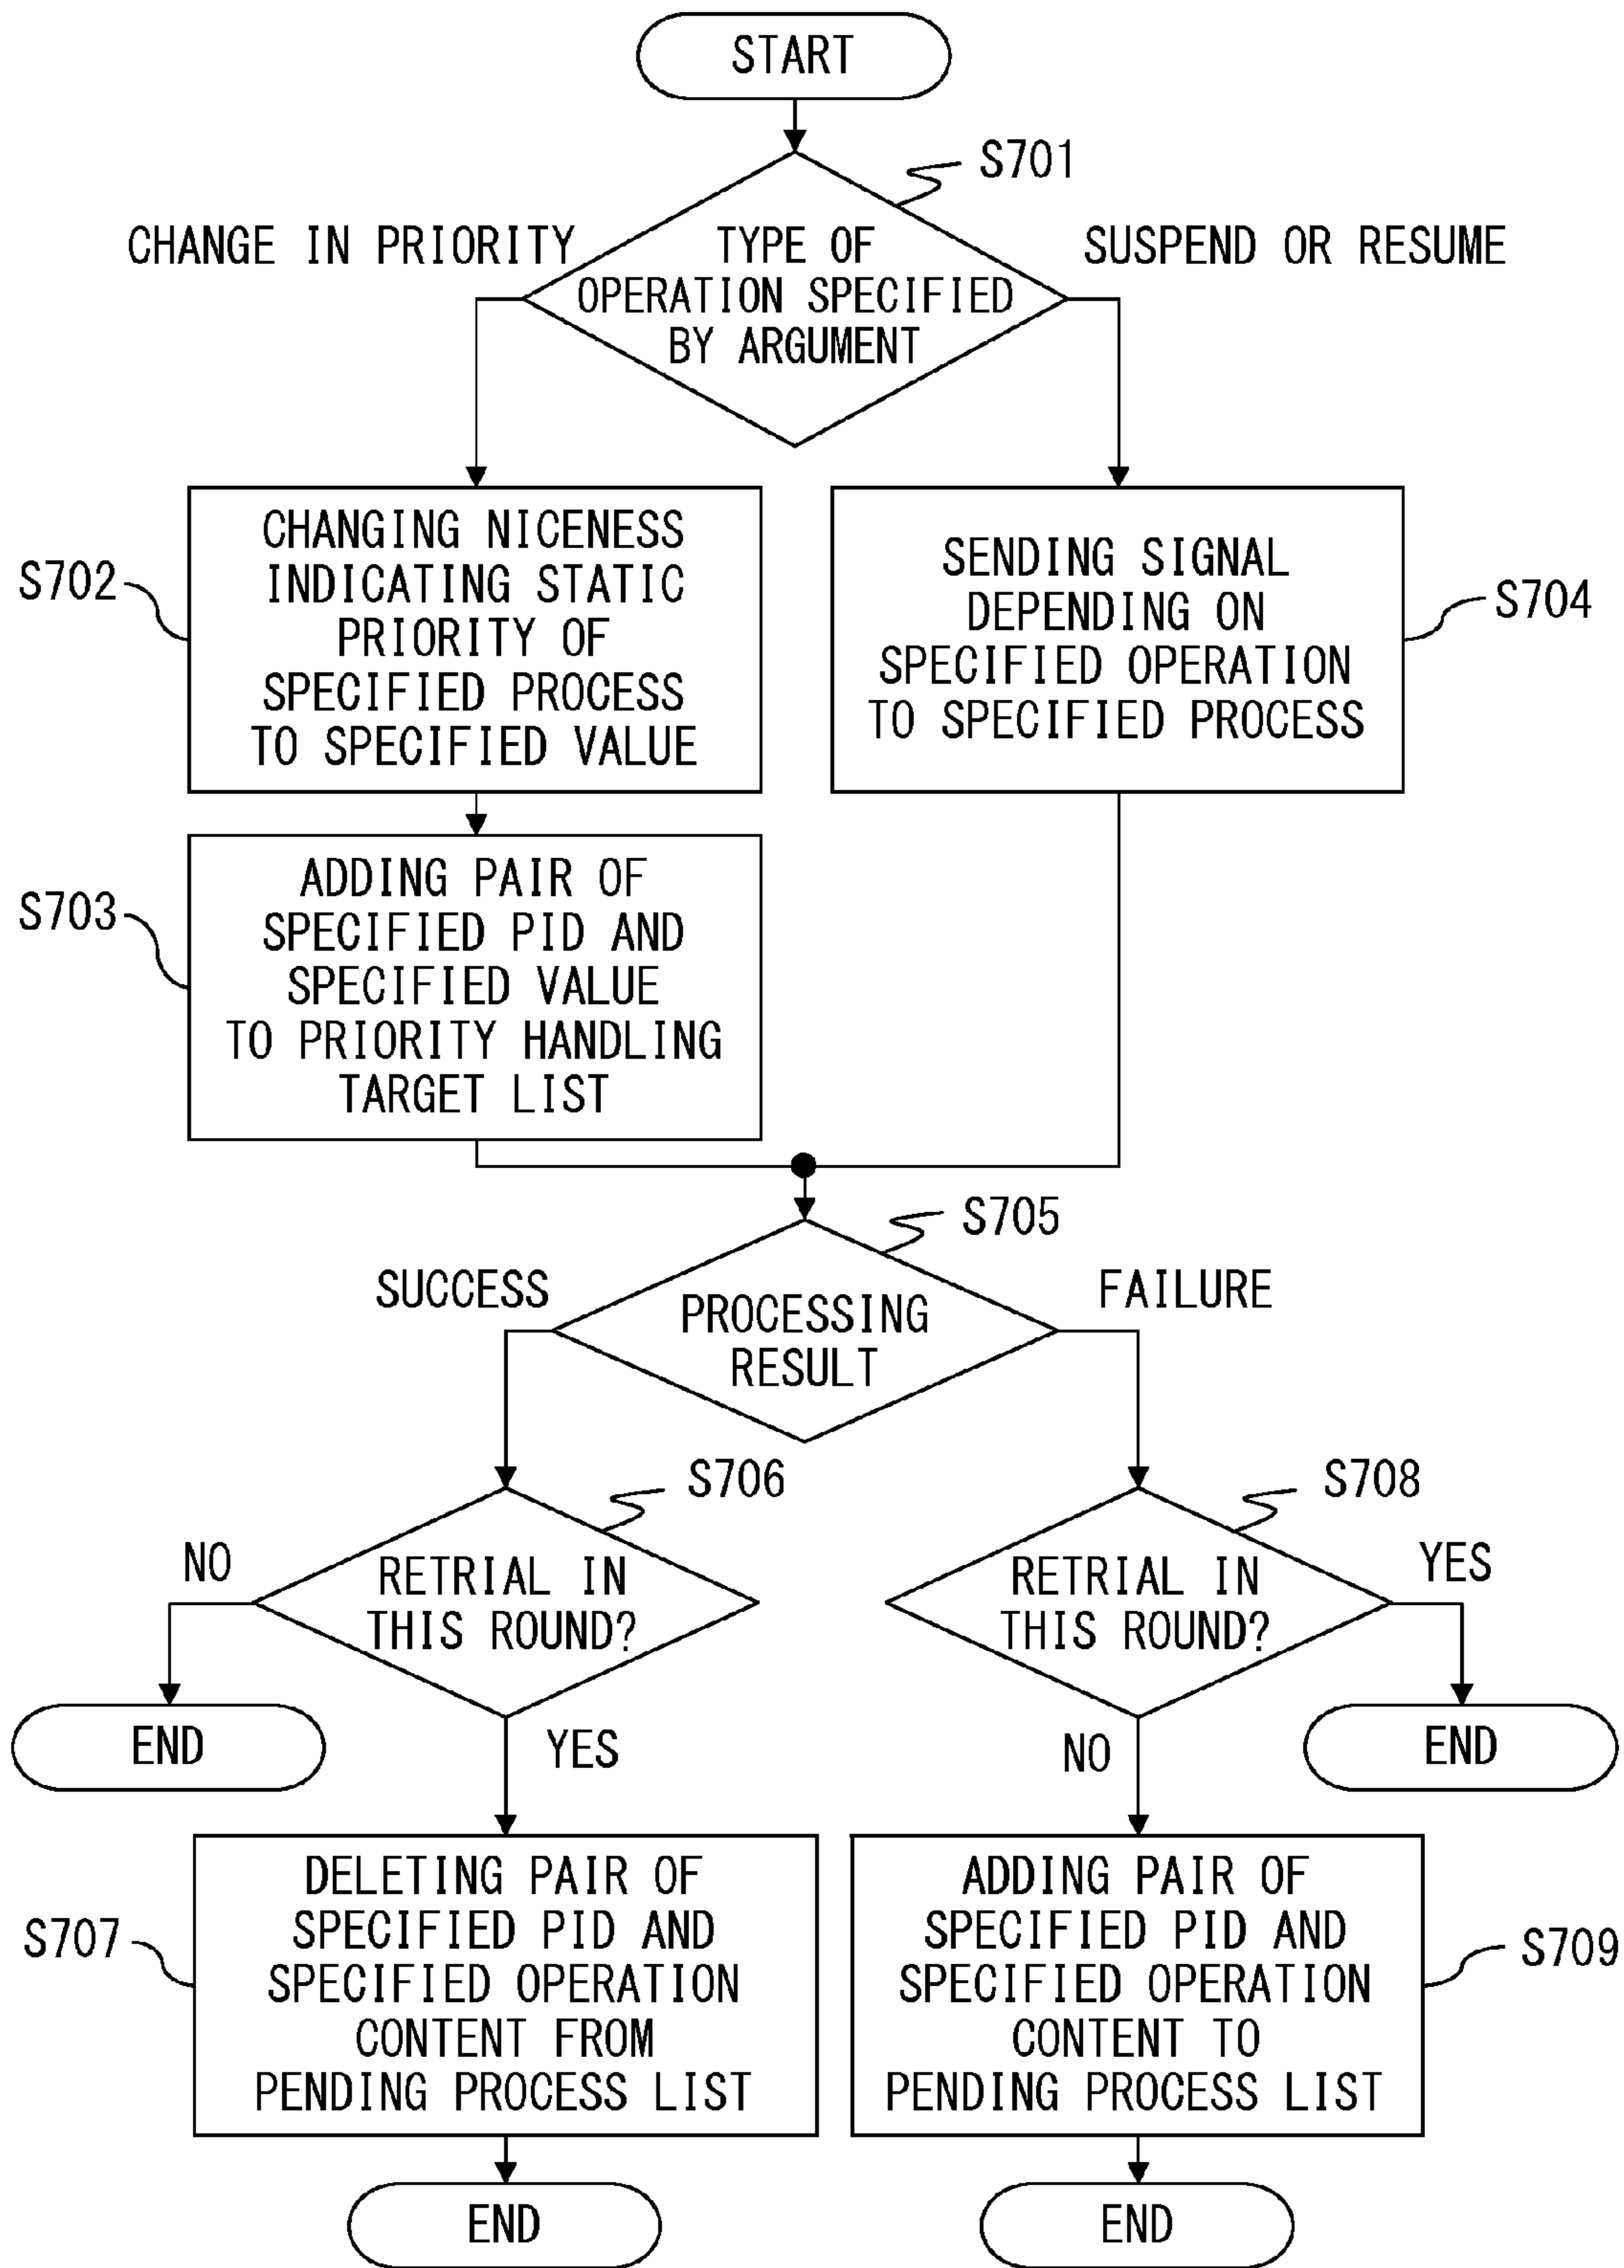 START
S701
CHANGE IN PRIORITY
TYPE OF
OPERATION SPECIFIED
BY ARGUMENT
SUSPEND OR RESUME
S702
CHANGING NICENESS
INDICATING STATIC
PRIORITY OF
SPECIFIED PROCESS
TO SPECIFIED VALUE
SENDING SIGNAL
DEPENDING ON
SPECIFIED OPERATION
TO SPECIFIED PROCESS
S704
S703
ADDING PAIR OF
SPECIFIED PID AND
SPECIFIED VALUE
TO PRIORITY HANDLING
TARGET LIST
S705
SUCCESS
PROCESSING
RESULT
FAILURE
S706
NO
RETRIAL IN
THIS ROUND?
S708
RETRIAL IN
THIS ROUND?
YES
END
YES
NO
END
S707
DELETING PAIR OF
SPECIFIED PID AND
SPECIFIED OPERATION
CONTENT FROM
PENDING PROCESS LIST
ADDING PAIR OF
SPECIFIED PID AND
SPECIFIED OPERATION
CONTENT TO
PENDING PROCESS LIST
S709
END
END